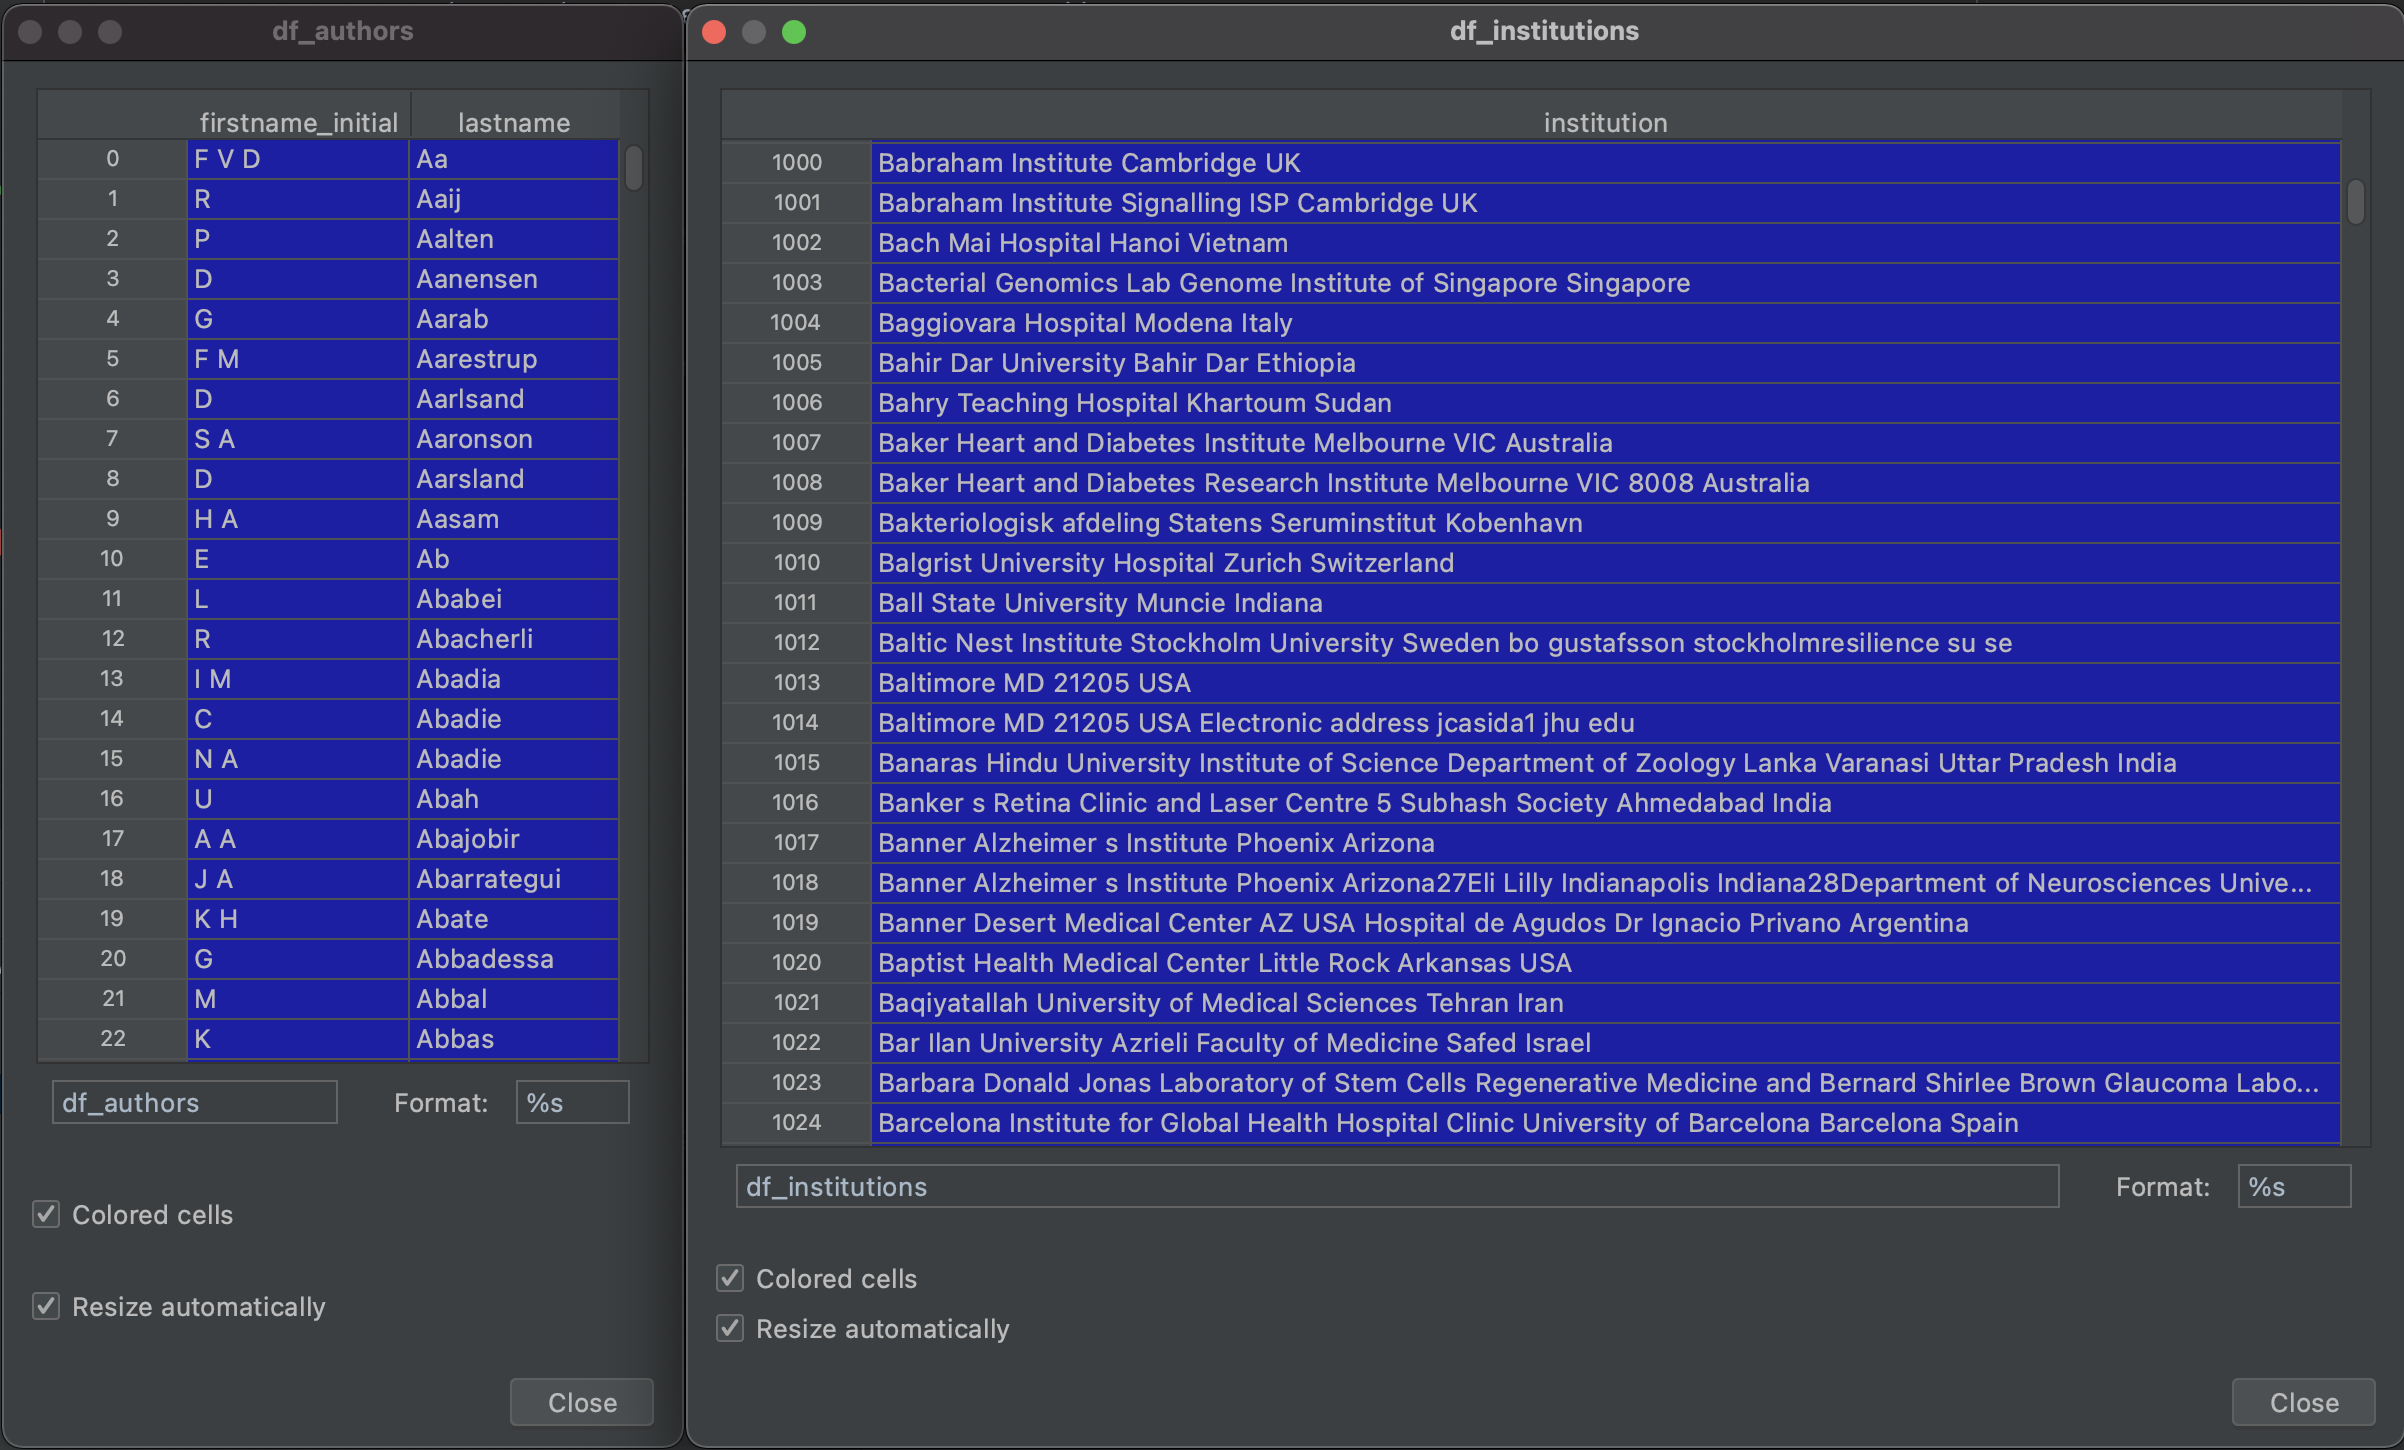 df_authors
firstname_initial lastname
0 F V D Aa
1 R Aaij
2 P Aalten
3 D Aanensen
4 G Aarab
5 F M Aarestrup
6 D Aarlsand
7 S A Aaronson
8 D Aarsland
9 H A Aasam
10 E Ab
11 L Ababei
12 R Abacherli
13 I M Abadia
14 C Abadie
15 N A Abadie
16 U Abah
17 A A Abajobir
18 J A Abarrategui
19 K H Abate
20 G Abbadessa
21 M Abbal
22 K Abbas
df_authors Format: %s
Colored cells
Resize automatically
Close
df_institutions
institution
1000 Babraham Institute Cambridge UK
1001 Babraham Institute Signalling ISP Cambridge UK
1002 Bach Mai Hospital Hanoi Vietnam
1003 Bacterial Genomics Lab Genome Institute of Singapore Singapore
1004 Baggiovara Hospital Modena Italy
1005 Bahir Dar University Bahir Dar Ethiopia
1006 Bahry Teaching Hospital Khartoum Sudan
1007 Baker Heart and Diabetes Institute Melbourne VIC Australia
1008 Baker Heart and Diabetes Research Institute Melbourne VIC 8008 Australia
1009 Bakteriologisk afdeling Statens Seruminstitut Kobenhavn
1010 Balgrist University Hospital Zurich Switzerland
1011 Ball State University Muncie Indiana
1012 Baltic Nest Institute Stockholm University Sweden bo gustafsson stockholmresilience su se
1013 Baltimore MD 21205 USA
1014 Baltimore MD 21205 USA Electronic address jcasida1 jhu edu
1015 Banaras Hindu University Institute of Science Department of Zoology Lanka Varanasi Uttar Pradesh India
1016 Banker s Retina Clinic and Laser Centre 5 Subhash Society Ahmedabad India
1017 Banner Alzheimer s Institute Phoenix Arizona
1018 Banner Alzheimer s Institute Phoenix Arizona27Eli Lilly Indianapolis Indiana28Department of Neurosciences Unive...
1019 Banner Desert Medical Center AZ USA Hospital de Agudos Dr Ignacio Privano Argentina
1020 Baptist Health Medical Center Little Rock Arkansas USA
1021 Baqiyatallah University of Medical Sciences Tehran Iran
1022 Bar Ilan University Azrieli Faculty of Medicine Safed Israel
1023 Barbara Donald Jonas Laboratory of Stem Cells Regenerative Medicine and Bernard Shirlee Brown Glaucoma Labo...
1024 Barcelona Institute for Global Health Hospital Clinic University of Barcelona Barcelona Spain
df_institutions Format: %s
Colored cells
Resize automatically
Close